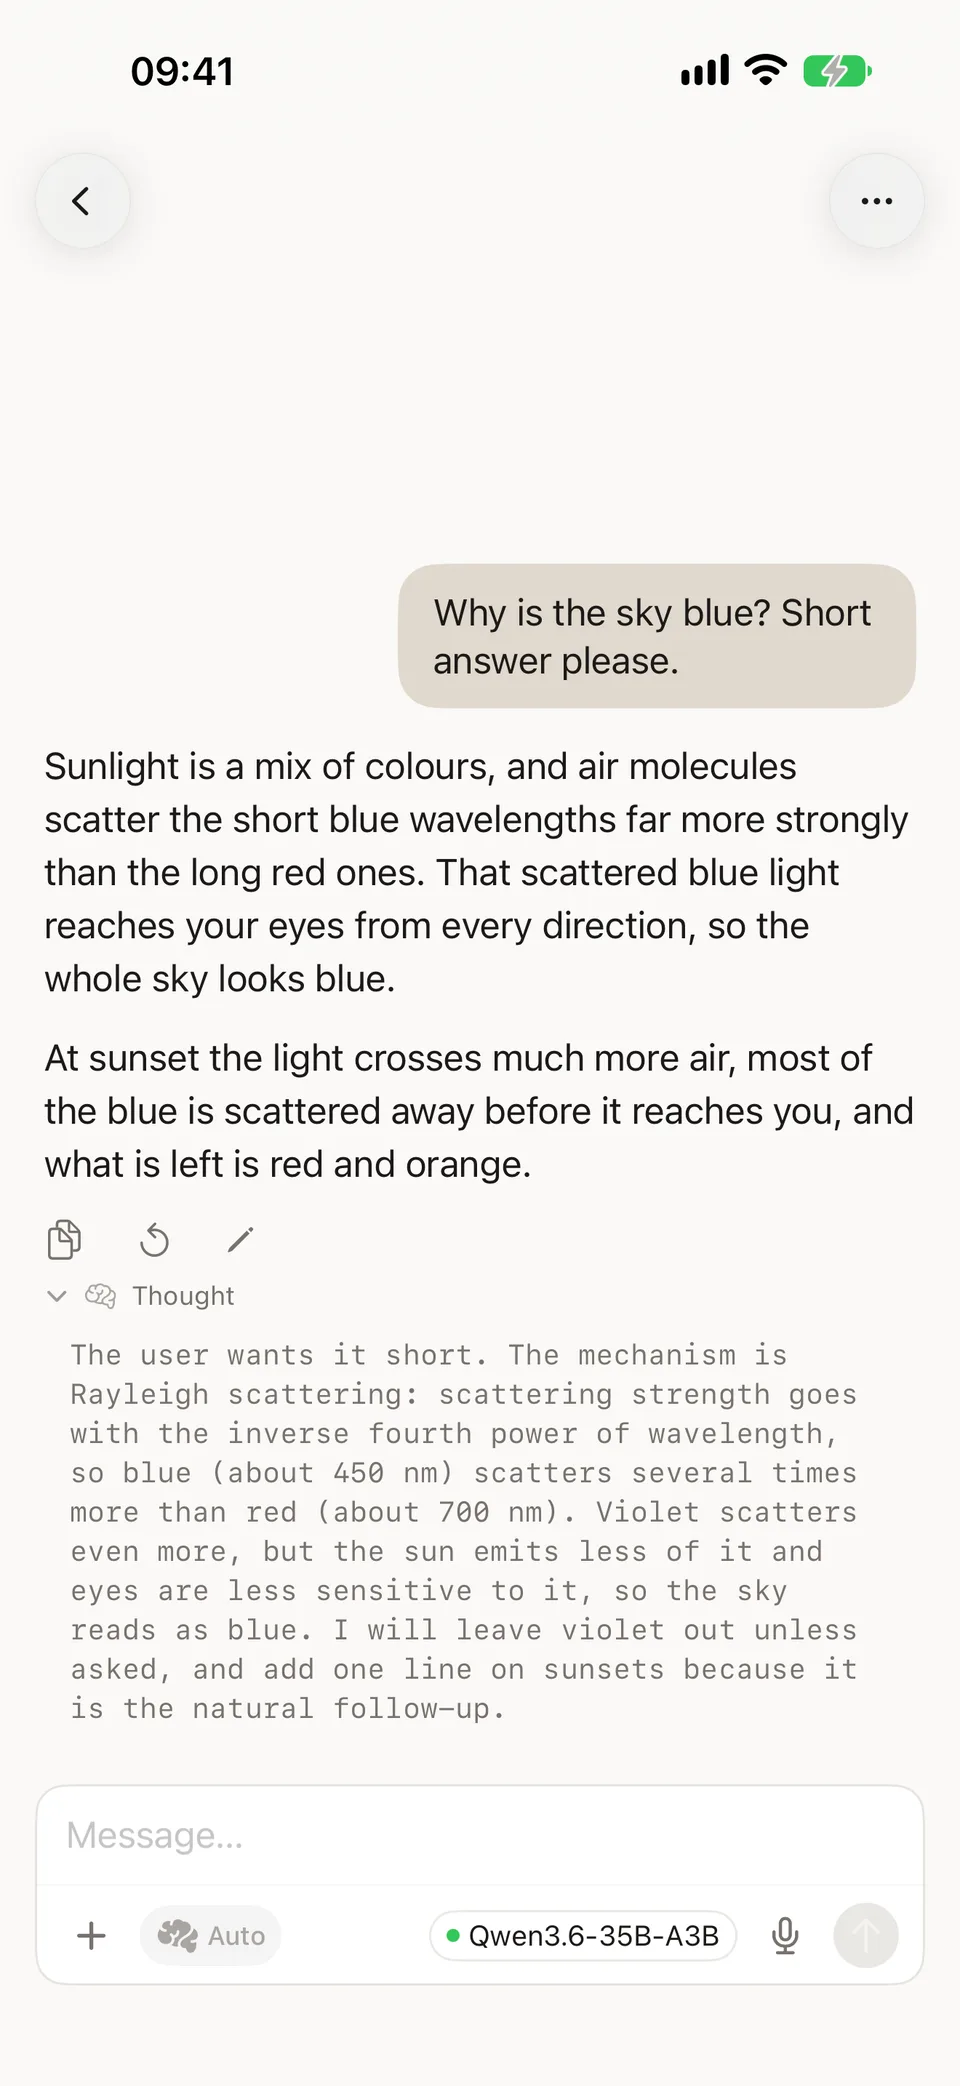 09:41
Why is the sky blue? Short
answer please.
Sunlight is a mix of colours, and air molecules
scatter the short blue wavelengths far more strongly
than the long red ones. That scattered blue light
reaches your eyes from every direction, so the
whole sky looks blue.
At sunset the light crosses much more air, most of
the blue is scattered away before it reaches you, and
what is left is red and orange.
Thought
The user wants it short. The mechanism is
Rayleigh scattering: scattering strength goes
with the inverse fourth power of wavelength,
so blue (about 450 nm) scatters several times
more than red (about 700 nm). Violet scatters
even more, but the sun emits less of it and
eyes are less sensitive to it, so the sky
reads as blue. I will leave violet out unless
asked, and add one line on sunsets because it
is the natural follow-up.
Message...
Auto
Qwen3.6-35B-A3B